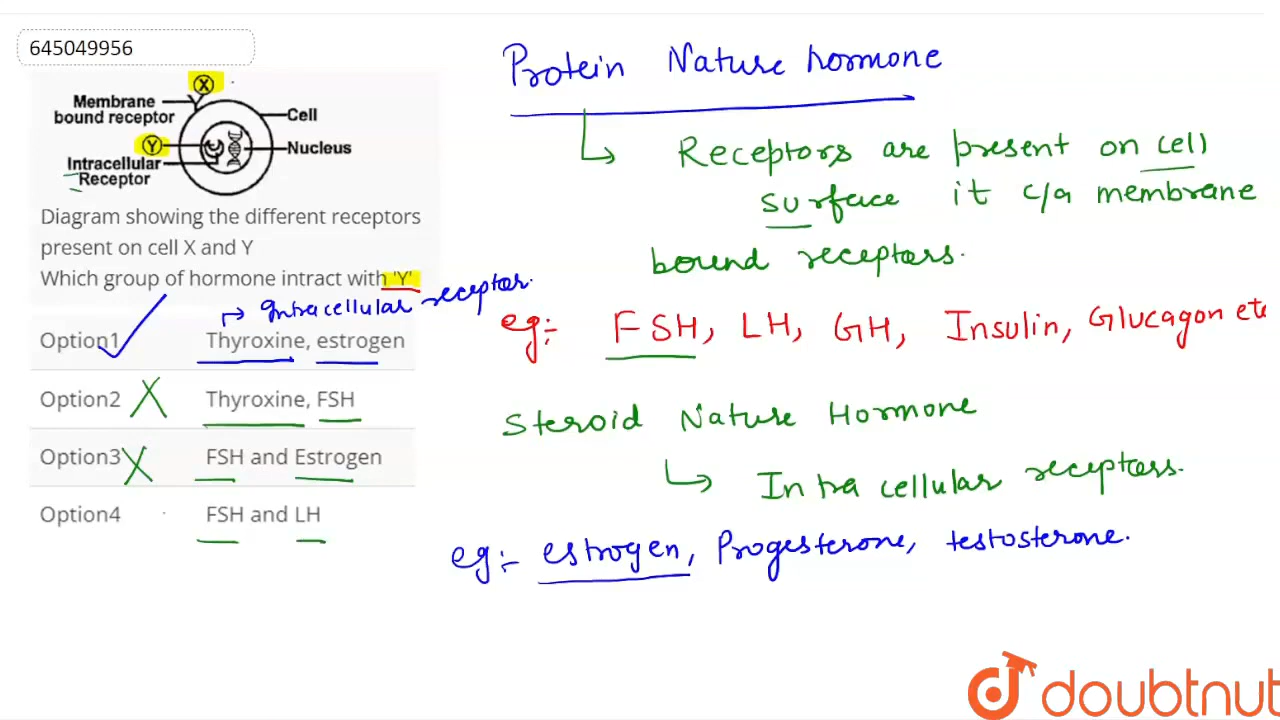 645049956
X
Membrane
bound receptor
Cell
Y
Nucleus
Intracellular
Receptor
Diagram showing the different receptors
present on cell X and Y
Which group of hormone intract with 'Y'
Intracellular receptor.
Option1 Thyroxine, estrogen
Option2 Thyroxine, FSH
Option3 FSH and Estrogen
Option4 FSH and LH
Protein Nature hormone
Receptors are present on cell
surface it c/a membrane
bound receptors.
eg:- FSH, LH, GH, Insulin, Glucagon etc
Steroid Nature Hormone
Intra cellular receptors.
eg:- estrogen, Progesterone, testosterone.
doubtnut